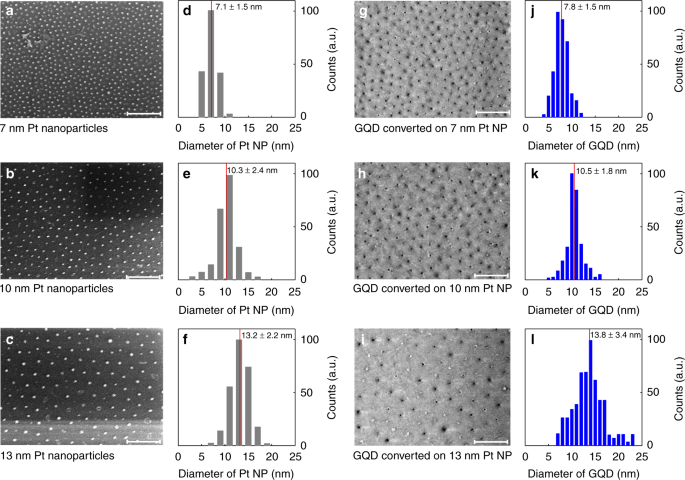 a
7 nm Pt nanoparticles
d
7.1 ± 1.5 nm
100
50
0
Counts (a.u.)
0 5 10 15 20 25
Diameter of Pt NP (nm)
g
GQD converted on 7 nm Pt NP
j
7.8 ± 1.5 nm
100
50
0
Counts (a.u.)
0 5 10 15 20 25
Diameter of GQD (nm)
b
10 nm Pt nanoparticles
e
10.3 ± 2.4 nm
100
50
0
Counts (a.u.)
0 5 10 15 20 25
Diameter of Pt NP (nm)
h
GQD converted on 10 nm Pt NP
k
10.5 ± 1.8 nm
100
50
0
Counts (a.u.)
0 5 10 15 20 25
Diameter of GQD (nm)
c
13 nm Pt nanoparticles
f
13.2 ± 2.2 nm
100
50
0
Counts (a.u.)
0 5 10 15 20 25
Diameter of Pt NP (nm)
i
GQD converted on 13 nm Pt NP
l
13.8 ± 3.4 nm
100
50
0
Counts (a.u.)
0 5 10 15 20 25
Diameter of GQD (nm)